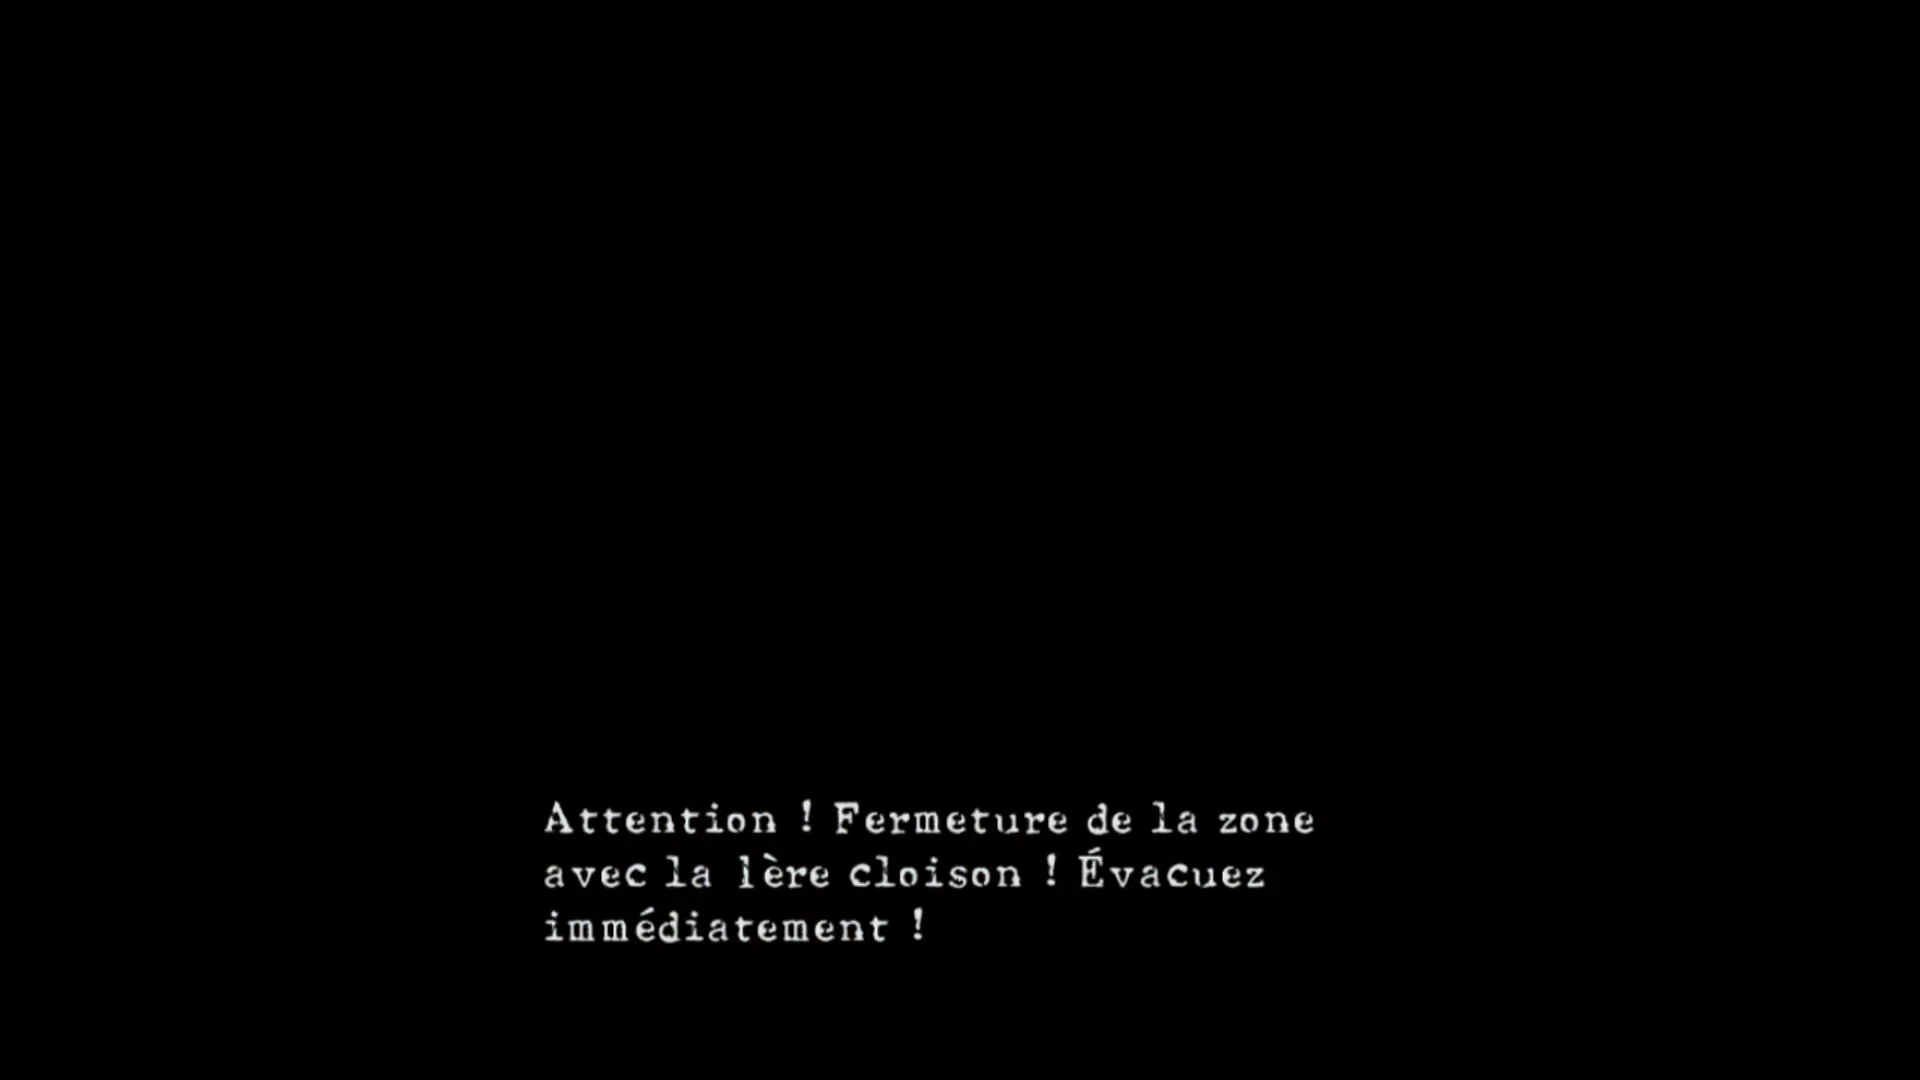 Attention ! Fermeture de la zone
avec la 1ère cloison ! Évacuez
immédiatement !